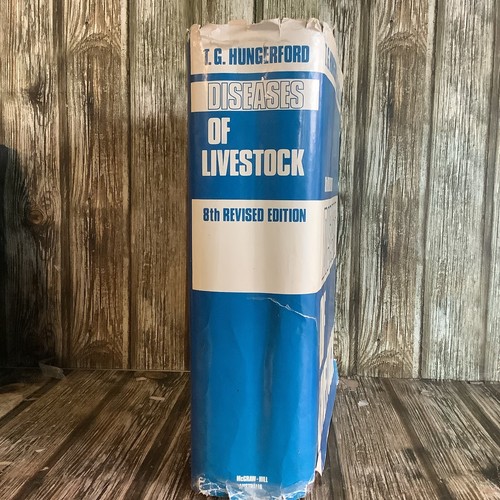 T. G. HUNGERFORD
DISEASES
OF
LIVESTOCK
8th REVISED EDITION
McGRAW-HILL